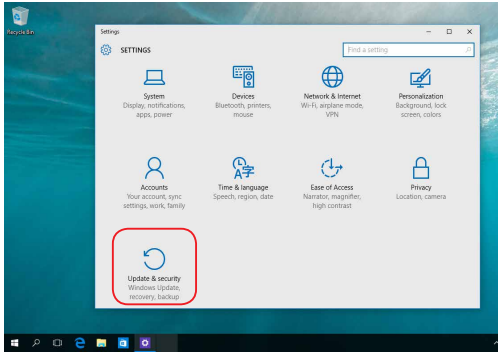 Recycle Bin
Settings
SETTINGS
Find a setting
System
Display, notifications,
apps, power
Devices
Bluetooth, printers,
mouse
Network & Internet
Wi-Fi, airplane mode,
VPN
Personalization
Background, lock
screen, colors
Accounts
Your account, sync
settings, work, family
Time & language
Speech, region, date
Ease of Access
Narrator, magnifier,
high contrast
Privacy
Location, camera
Update & security
Windows Update,
recovery, backup